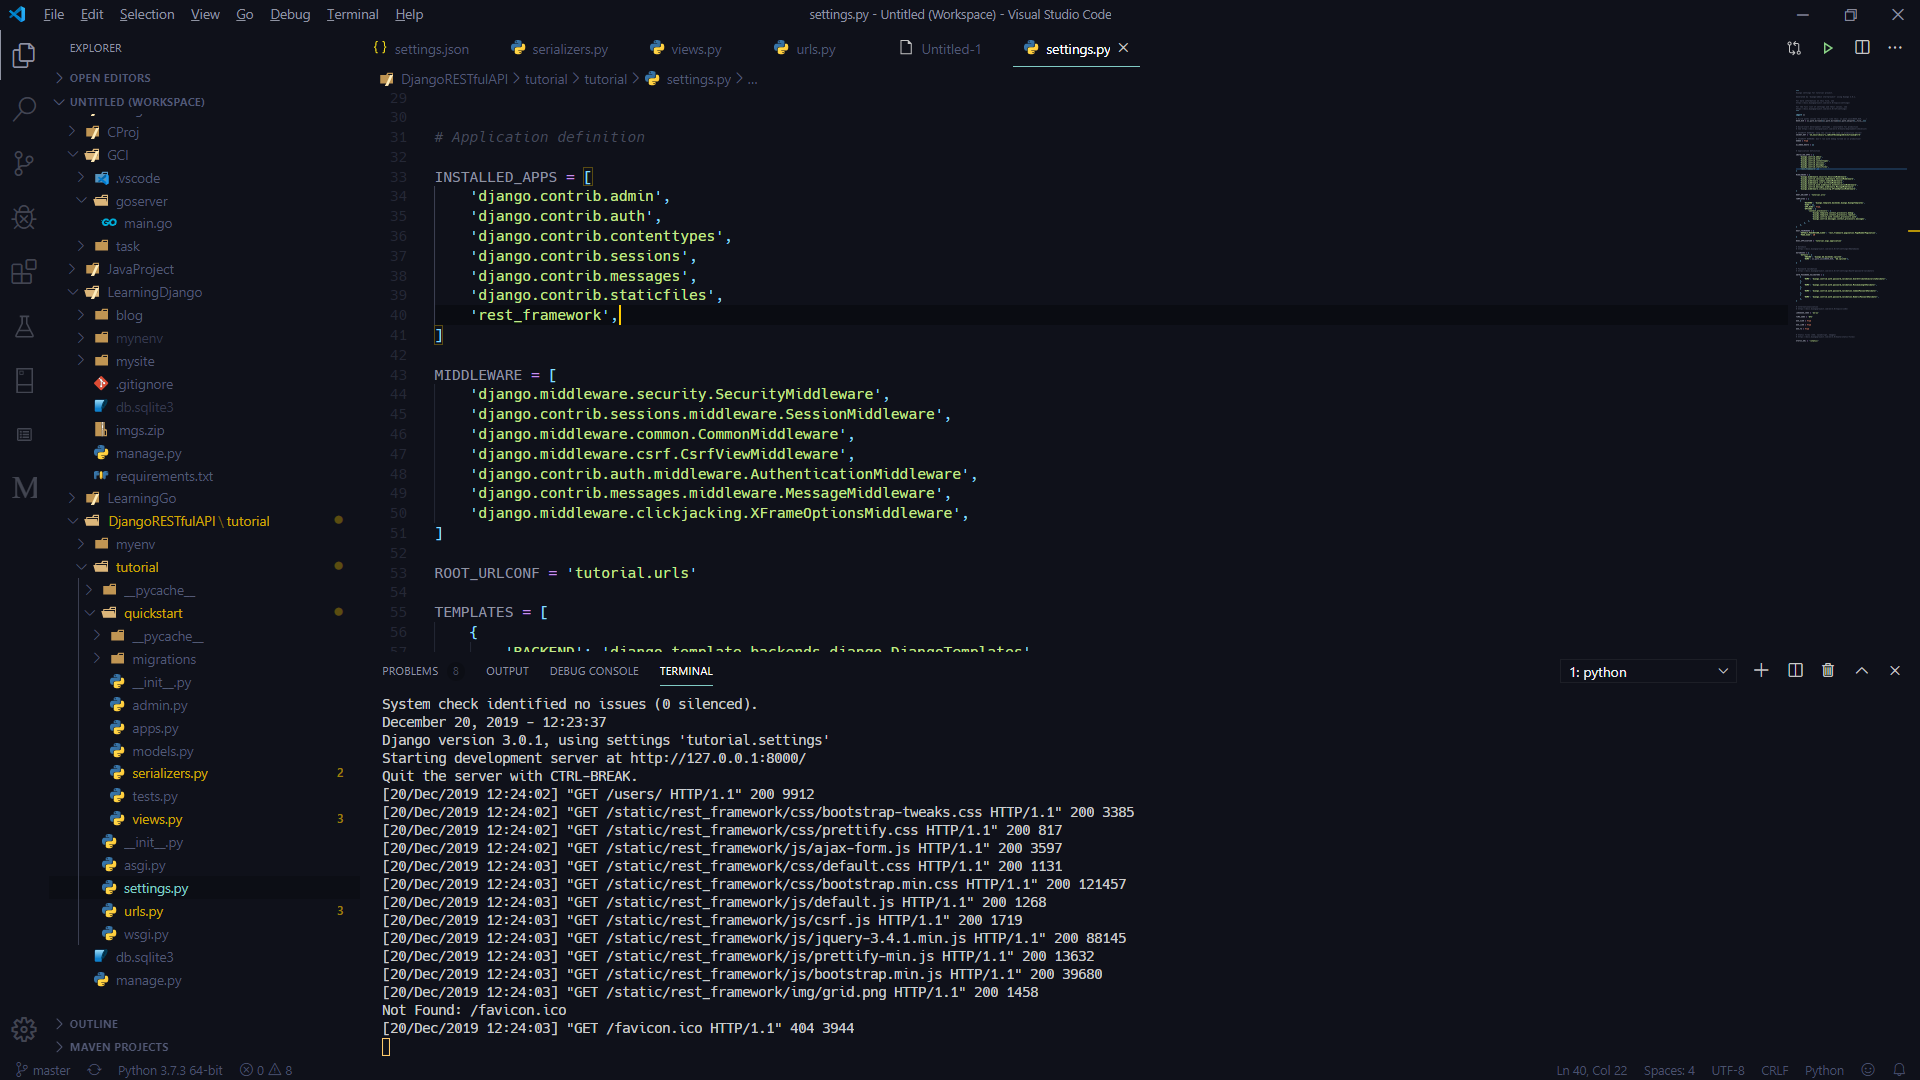 File Edit Selection View Go Debug Terminal Help
settings.py - Untitled (Workspace) - Visual Studio Code
EXPLORER
OPEN EDITORS
UNTITLED (WORKSPACE)
CProj
GCI
.vscode
goserver
main.go
task
JavaProject
LearningDjango
blog
mynenv
mysite
.gitignore
db.sqlite3
imgs.zip
manage.py
requirements.txt
LearningGo
DjangoRESTfulAPI \ tutorial
myenv
tutorial
__pycache__
quickstart
__pycache__
migrations
__init__.py
admin.py
apps.py
models.py
serializers.py 2
tests.py
views.py 3
__init__.py
asgi.py
settings.py
urls.py 3
wsgi.py
db.sqlite3
manage.py
OUTLINE
MAVEN PROJECTS
settings.json serializers.py views.py urls.py Untitled-1 settings.py
DjangoRESTfulAPI > tutorial > tutorial > settings.py > ...
29
30
31 # Application definition
32
33 INSTALLED_APPS = [
34 'django.contrib.admin',
35 'django.contrib.auth',
36 'django.contrib.contenttypes',
37 'django.contrib.sessions',
38 'django.contrib.messages',
39 'django.contrib.staticfiles',
40 'rest_framework',
41 ]
42
43 MIDDLEWARE = [
44 'django.middleware.security.SecurityMiddleware',
45 'django.contrib.sessions.middleware.SessionMiddleware',
46 'django.middleware.common.CommonMiddleware',
47 'django.middleware.csrf.CsrfViewMiddleware',
48 'django.contrib.auth.middleware.AuthenticationMiddleware',
49 'django.contrib.messages.middleware.MessageMiddleware',
50 'django.middleware.clickjacking.XFrameOptionsMiddleware',
51 ]
52
53 ROOT_URLCONF = 'tutorial.urls'
54
55 TEMPLATES = [
56 {
57 'BACKEND': 'django.template.backends.django.DjangoTemplates',
PROBLEMS 8 OUTPUT DEBUG CONSOLE TERMINAL 1: python
System check identified no issues (0 silenced).
December 20, 2019 - 12:23:37
Django version 3.0.1, using settings 'tutorial.settings'
Starting development server at http://127.0.0.1:8000/
Quit the server with CTRL-BREAK.
[20/Dec/2019 12:24:02] "GET /users/ HTTP/1.1" 200 9912
[20/Dec/2019 12:24:02] "GET /static/rest_framework/css/bootstrap-tweaks.css HTTP/1.1" 200 3385
[20/Dec/2019 12:24:02] "GET /static/rest_framework/css/prettify.css HTTP/1.1" 200 817
[20/Dec/2019 12:24:02] "GET /static/rest_framework/js/ajax-form.js HTTP/1.1" 200 3597
[20/Dec/2019 12:24:03] "GET /static/rest_framework/css/default.css HTTP/1.1" 200 1131
[20/Dec/2019 12:24:03] "GET /static/rest_framework/css/bootstrap.min.css HTTP/1.1" 200 121457
[20/Dec/2019 12:24:03] "GET /static/rest_framework/js/default.js HTTP/1.1" 200 1268
[20/Dec/2019 12:24:03] "GET /static/rest_framework/js/csrf.js HTTP/1.1" 200 1719
[20/Dec/2019 12:24:03] "GET /static/rest_framework/js/jquery-3.4.1.min.js HTTP/1.1" 200 88145
[20/Dec/2019 12:24:03] "GET /static/rest_framework/js/prettify-min.js HTTP/1.1" 200 13632
[20/Dec/2019 12:24:03] "GET /static/rest_framework/js/bootstrap.min.js HTTP/1.1" 200 39680
[20/Dec/2019 12:24:03] "GET /static/rest_framework/img/grid.png HTTP/1.1" 200 1458
Not Found: /favicon.ico
[20/Dec/2019 12:24:03] "GET /favicon.ico HTTP/1.1" 404 3944
master Python 3.7.3 64-bit 0 8 Ln 40, Col 22 Spaces: 4 UTF-8 CRLF Python